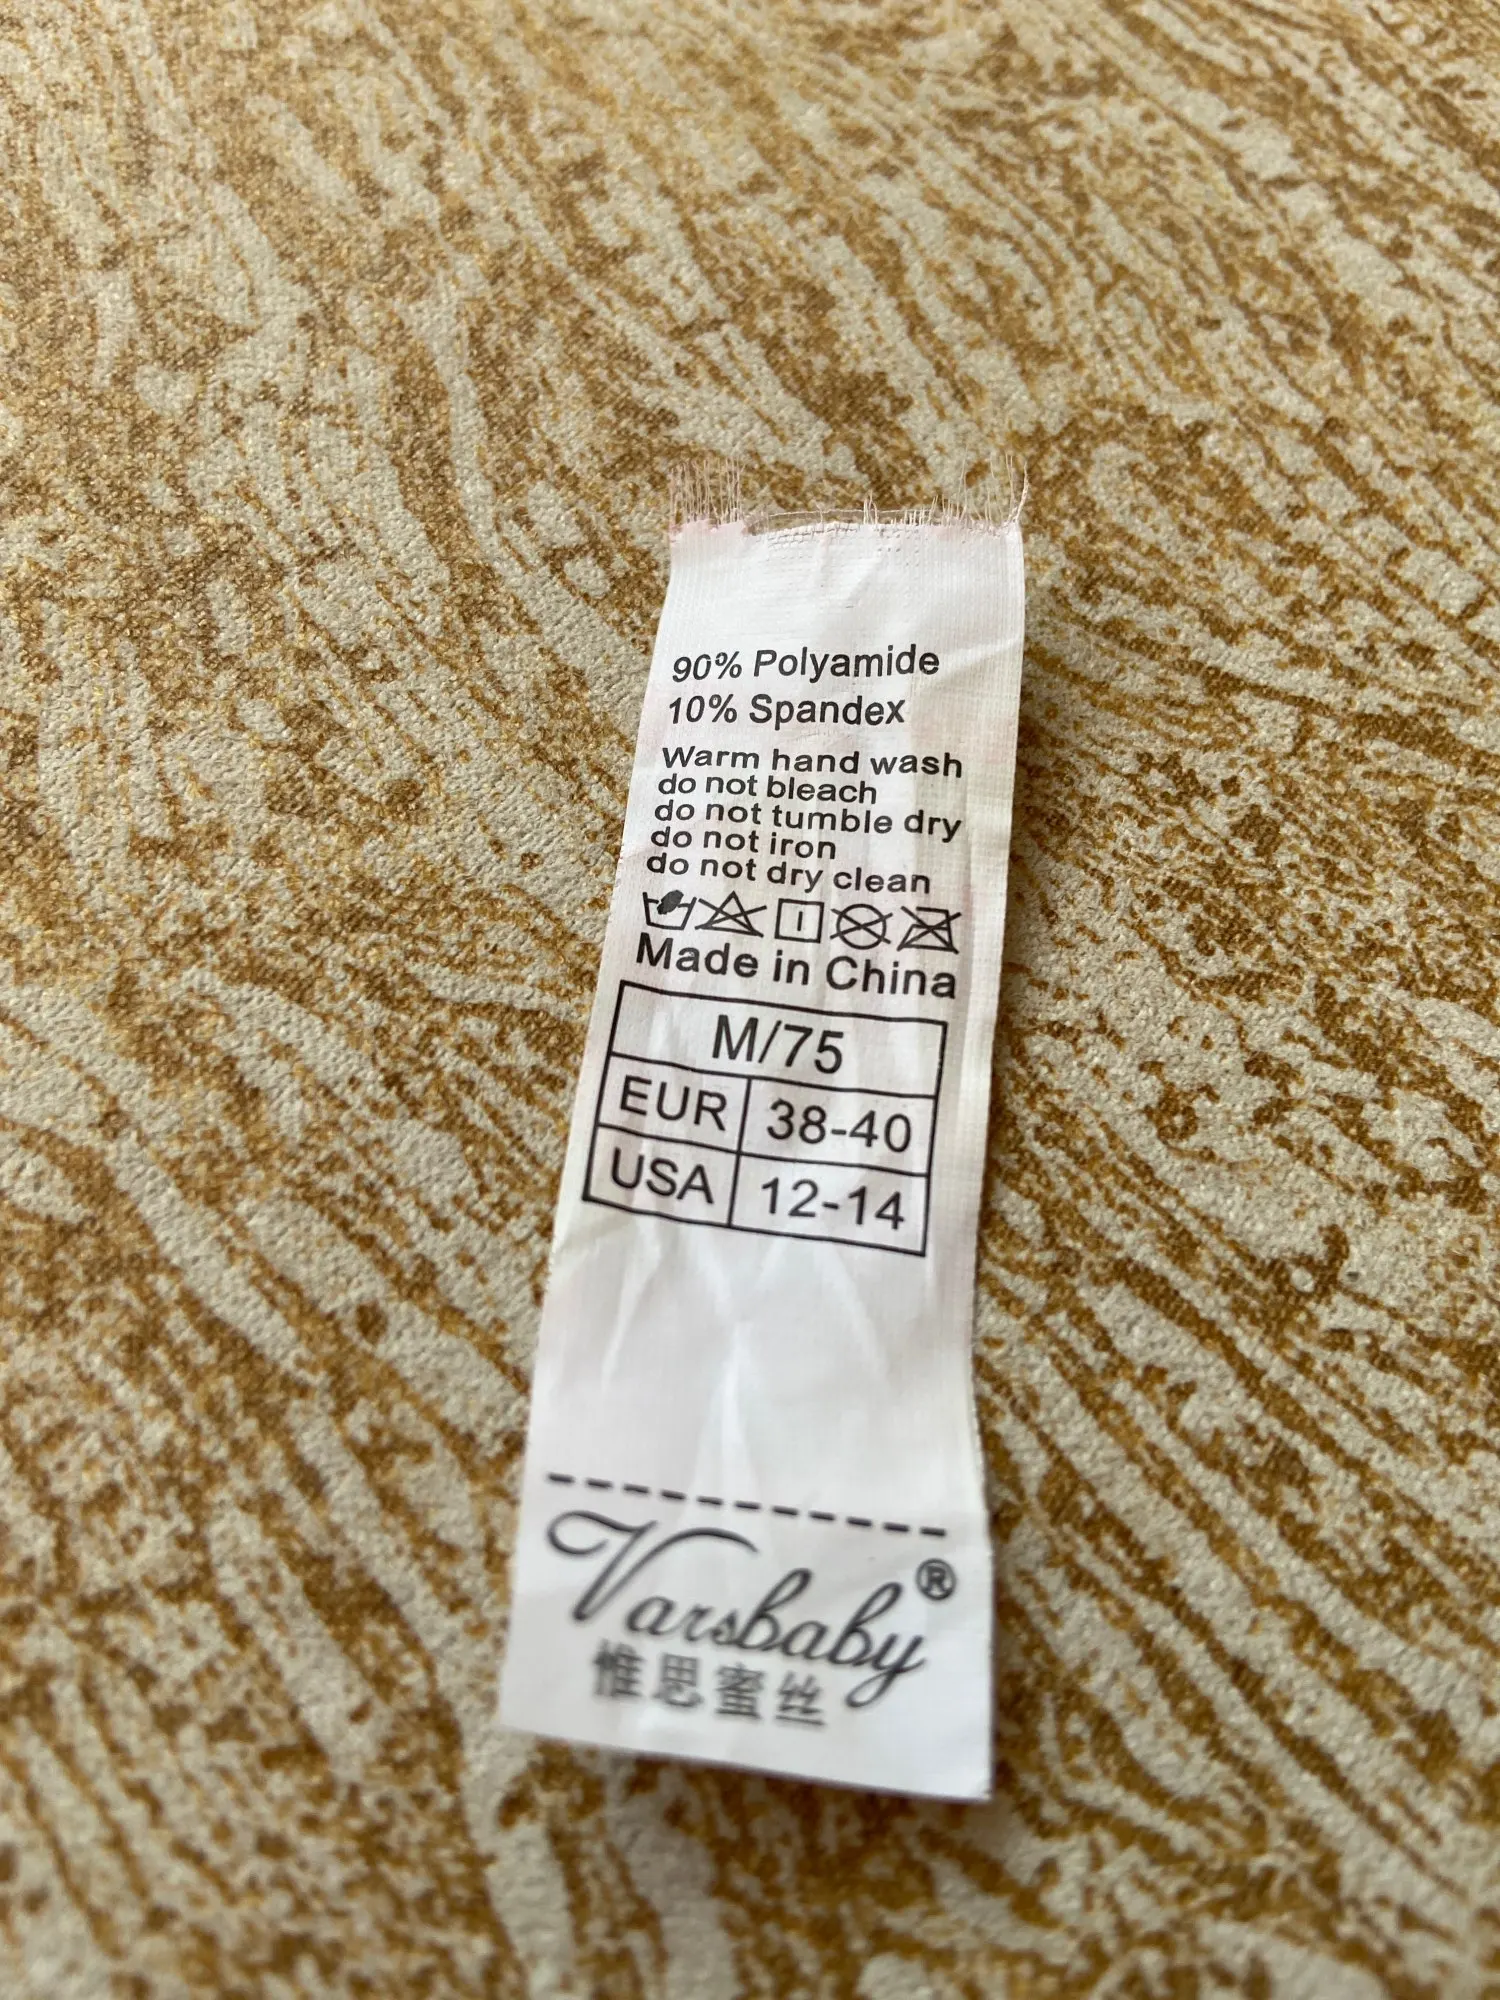 90% Polyamide
10% Spandex
Warm hand wash
do not bleach
do not tumble dry
do not iron
do not dry clean
Made in China
M/75
EUR 38-40
USA 12-14
Varsbaby®
惟思蜜丝